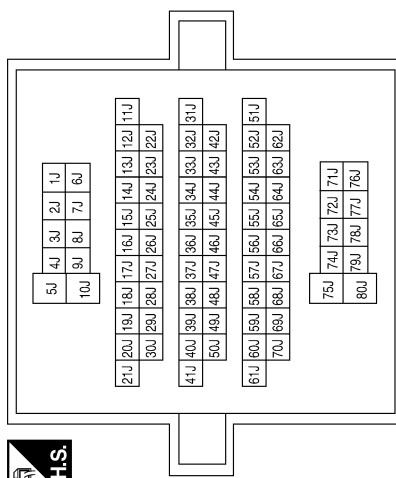 H.S.
5J 4J 3J 2J 1J
10J 9J 8J 7J 6J
21J 20J 19J 18J 17J 16J 15J 14J 13J 12J 11J
30J 29J 28J 27J 26J 25J 24J 23J 22J
41J 40J 39J 38J 37J 36J 35J 34J 33J 32J 31J
50J 49J 48J 47J 46J 45J 44J 43J 42J
61J 60J 59J 58J 57J 56J 55J 54J 53J 52J 51J
70J 69J 68J 67J 66J 65J 64J 63J 62J
75J 74J 73J 72J 71J
80J 79J 78J 77J 76J